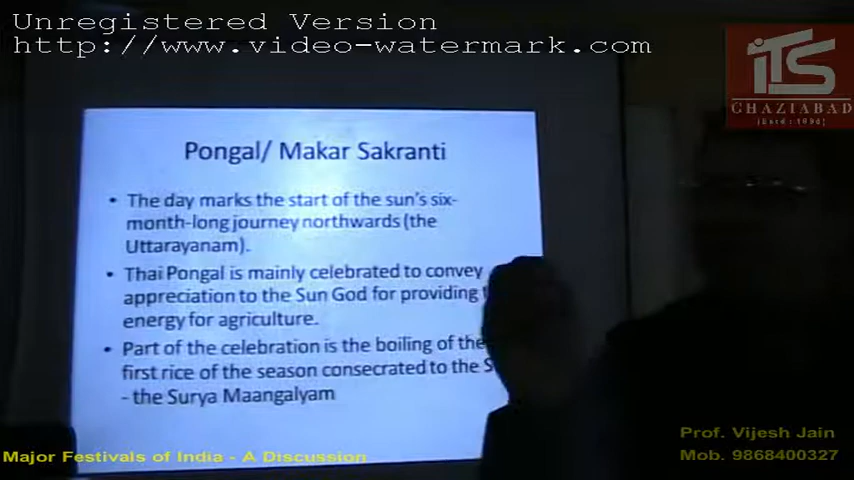 Unregistered Version
http://www.video-watermark.com
iTS
GHAZIABAD
(Estd : 1995)
Pongal/ Makar Sakranti
• The day marks the start of the sun's six-
month-long journey northwards (the
Uttarayanam).
• Thai Pongal is mainly celebrated to convey
appreciation to the Sun God for providing
energy for agriculture.
• Part of the celebration is the boiling of the
first rice of the season consecrated to the
- the Surya Maangalyam
Prof. Vijesh Jain
Major Festivals of India - A Discussion
Mob. 9868400327